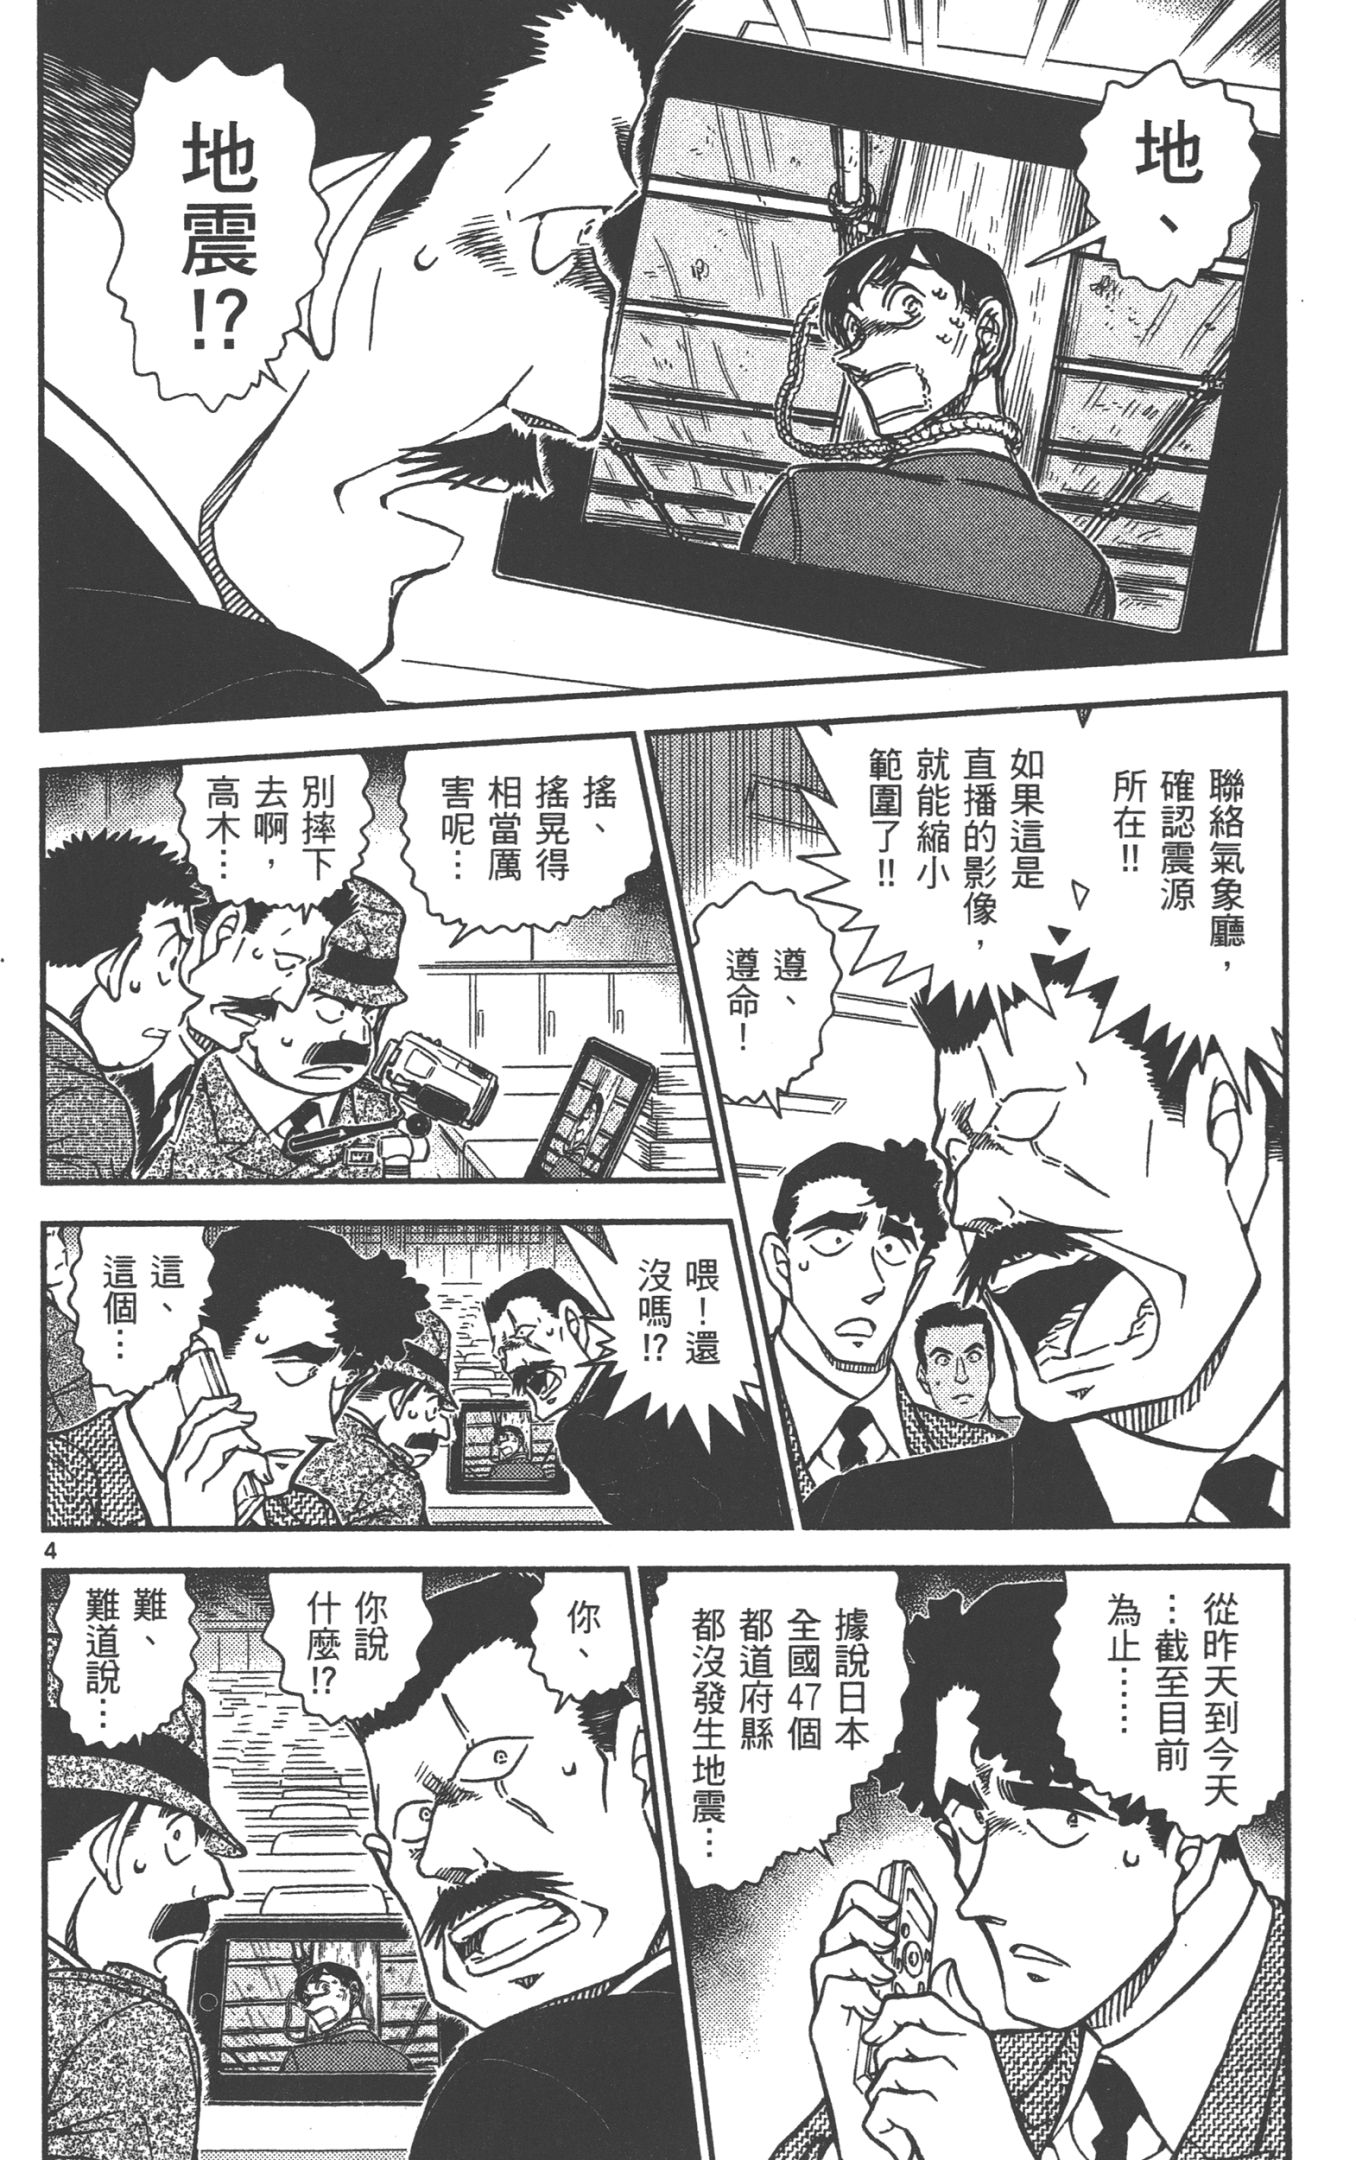 地、
地震!?
聯絡氣象廳，
確認震源
所在!!
如果這是
直播的影像，
就能縮小
範圍了!!
遵、
遵命！
搖、
搖晃得
相當厲
害呢…
別摔下
去啊，
高木…
喂！還
沒嗎!?
這、
這個…
4
從昨天到今天
…截至目前
為止……
據說日本
全國47個
都道府縣
都沒發生地震…
你、
你說
什麼!?
難、
難道說…